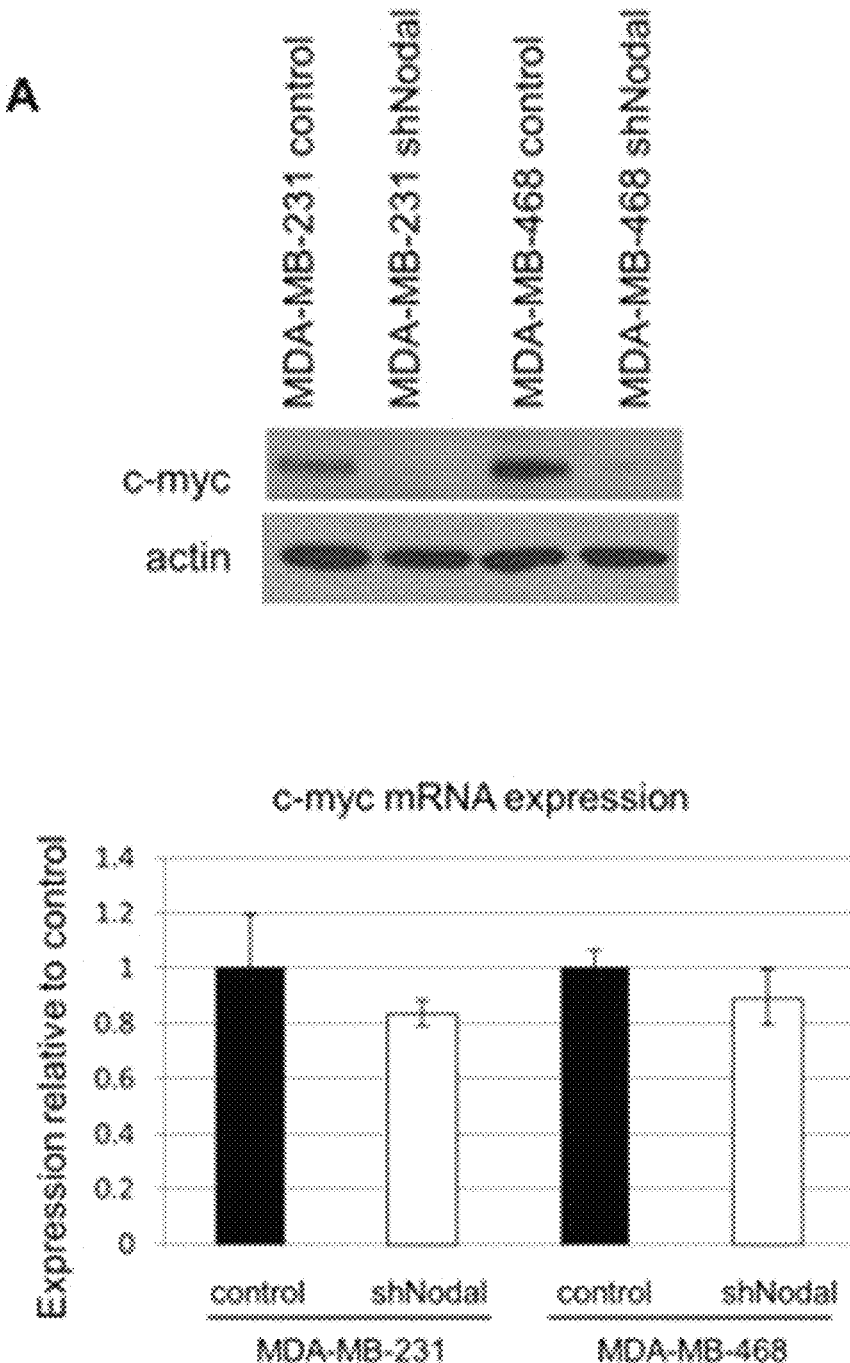 A
MDA-MB-231 control
MDA-MB-231 shNodal
MDA-MB-468 control
MDA-MB-468 shNodal
c-myc
actin
c-myc mRNA expression
Expression relative to control
1.4
1.2
1
0.8
0.6
0.4
0.2
0
control shNodal control shNodal
MDA-MB-231 MDA-MB-468